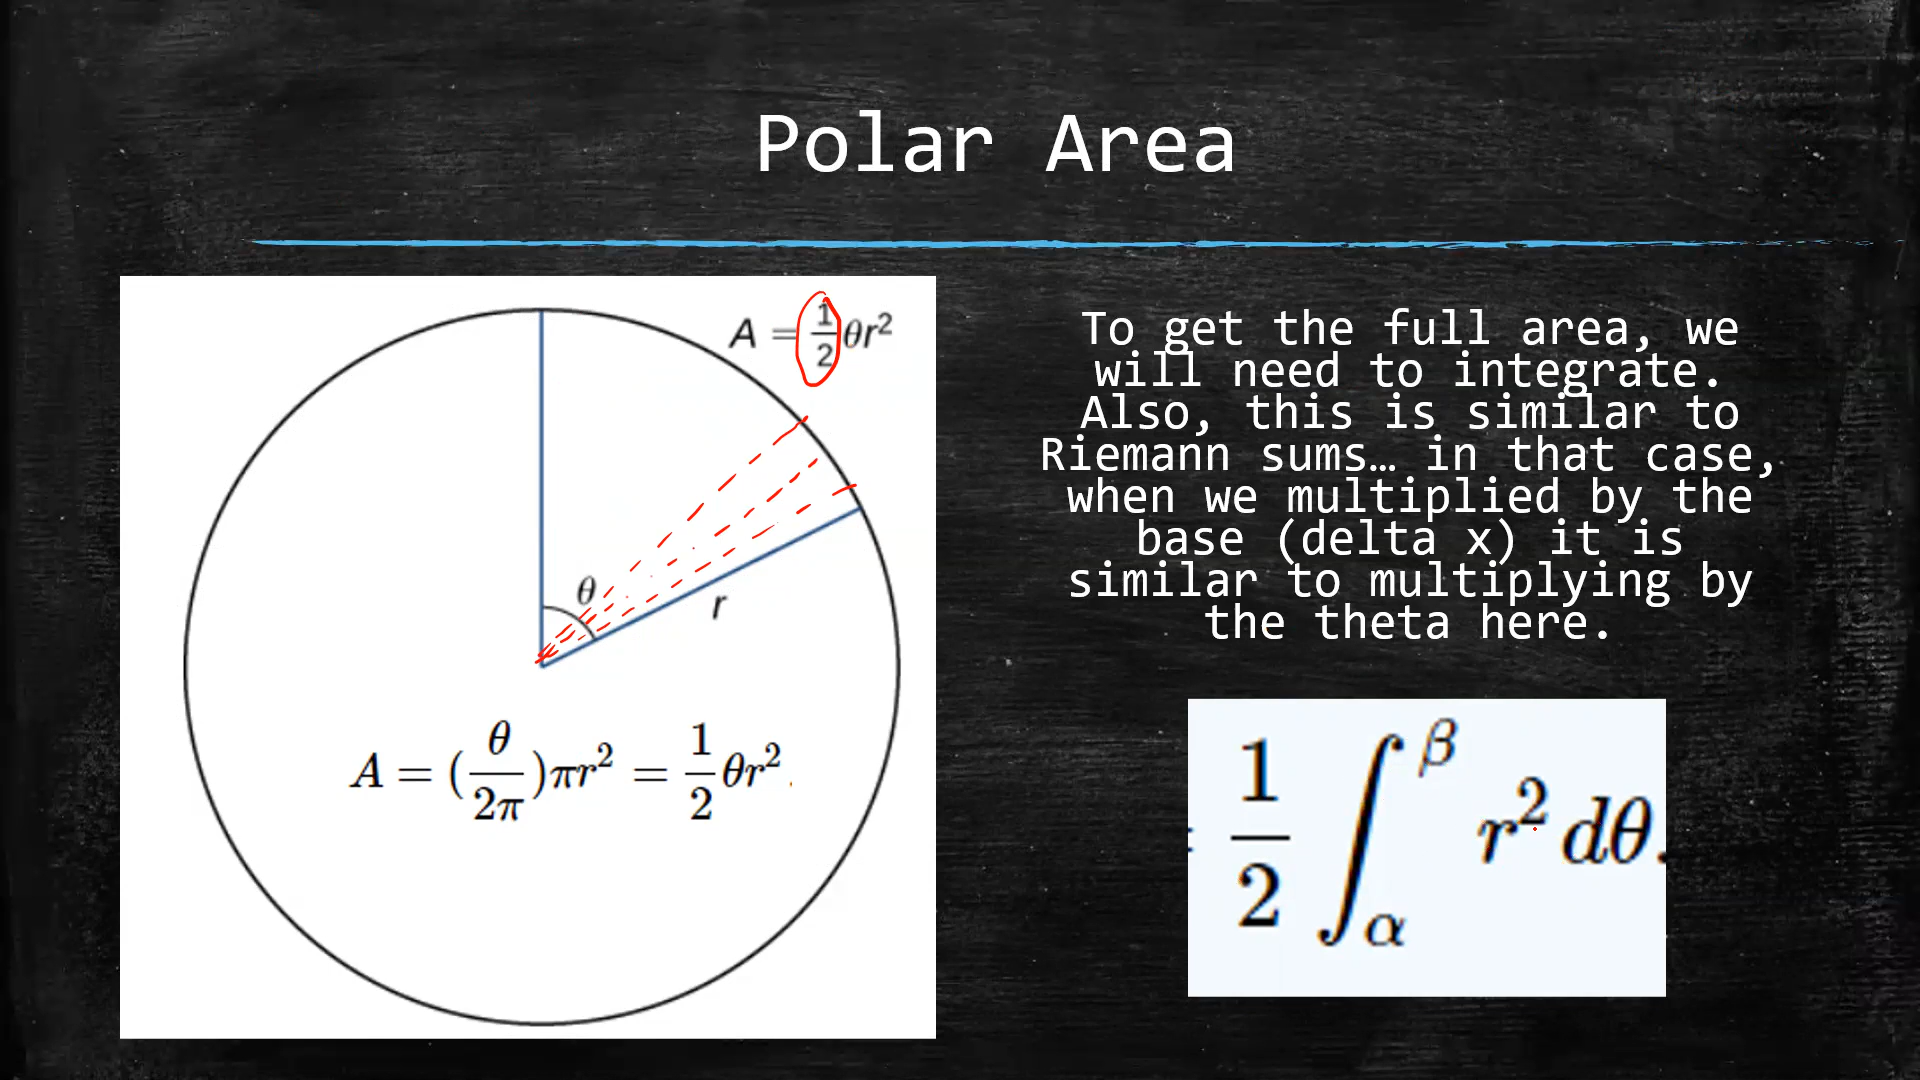 Polar Area
A = 1/2 θr²
θ
r
A = (θ/2π)πr² = 1/2 θr².
To get the full area, we
will need to integrate.
Also, this is similar to
Riemann sums… in that case,
when we multiplied by the
base (delta x) it is
similar to multiplying by
the theta here.
= 1/2 ∫_α^β r² dθ.